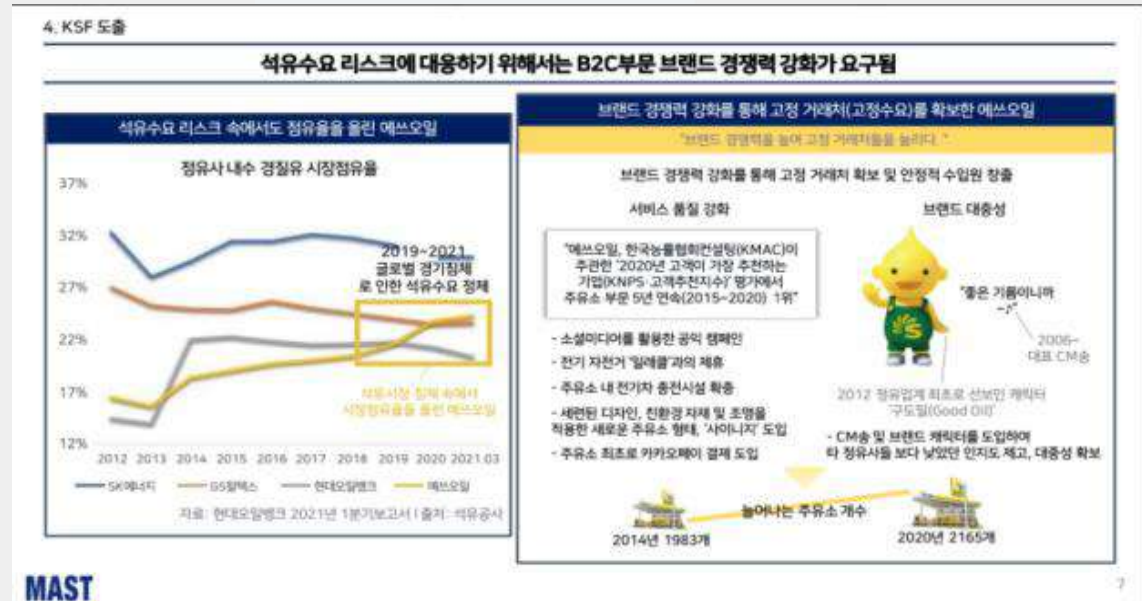 4. KSF 도출
석유수요 리스크에 대응하기 위해서는 B2C부문 브랜드 경쟁력 강화가 요구됨
석유수요 리스크 속에서도 점유율을 올린 에쓰오일
정유사 내수 경질유 시장점유율
37%
32%
27%
22%
17%
12%
2019~2021
글로벌 경기침체
로 인한 석유수요 정체
석유시장 침체 속에서
시장점유율을 올린 에쓰오일
2012 2013 2014 2015 2016 2017 2018 2019 2020 2021.03
SK에너지 GS칼텍스 현대오일뱅크 에쓰오일
자료: 현대오일뱅크 2021년 1분기보고서 | 출처: 석유공사
브랜드 경쟁력 강화를 통해 고정 거래처(고정수요)를 확보한 에쓰오일
"브랜드 경쟁력을 높여 고정 거래처들을 늘리다."
브랜드 경쟁력 강화를 통해 고정 거래처 확보 및 안정적 수입원 창출
서비스 품질 강화
"에쓰오일, 한국능률협회컨설팅(KMAC)이
주관한 '2020년 고객이 가장 추천하는
기업(KNPS·고객추천지수)' 평가에서
주유소 부문 5년 연속(2015~2020) 1위"
- 소셜미디어를 활용한 공익 캠페인
- 전기 자전거 '일레클'과의 제휴
- 주유소 내 전기차 충전시설 확충
- 세련된 디자인, 친환경 자재 및 조명을
적용한 새로운 주유소 형태, '사이니지' 도입
- 주유소 최초로 카카오페이 결제 도입
브랜드 대중성
"좋은 기름이니까
~♪"
2006~
대표 CM송
2012 정유업계 최초로 선보인 캐릭터
'구도일(Good Oil)'
- CM송 및 브랜드 캐릭터를 도입하여
타 정유사들 보다 낮았던 인지도 제고, 대중성 확보
늘어나는 주유소 개수
2014년 1983개
2020년 2165개
MAST
7